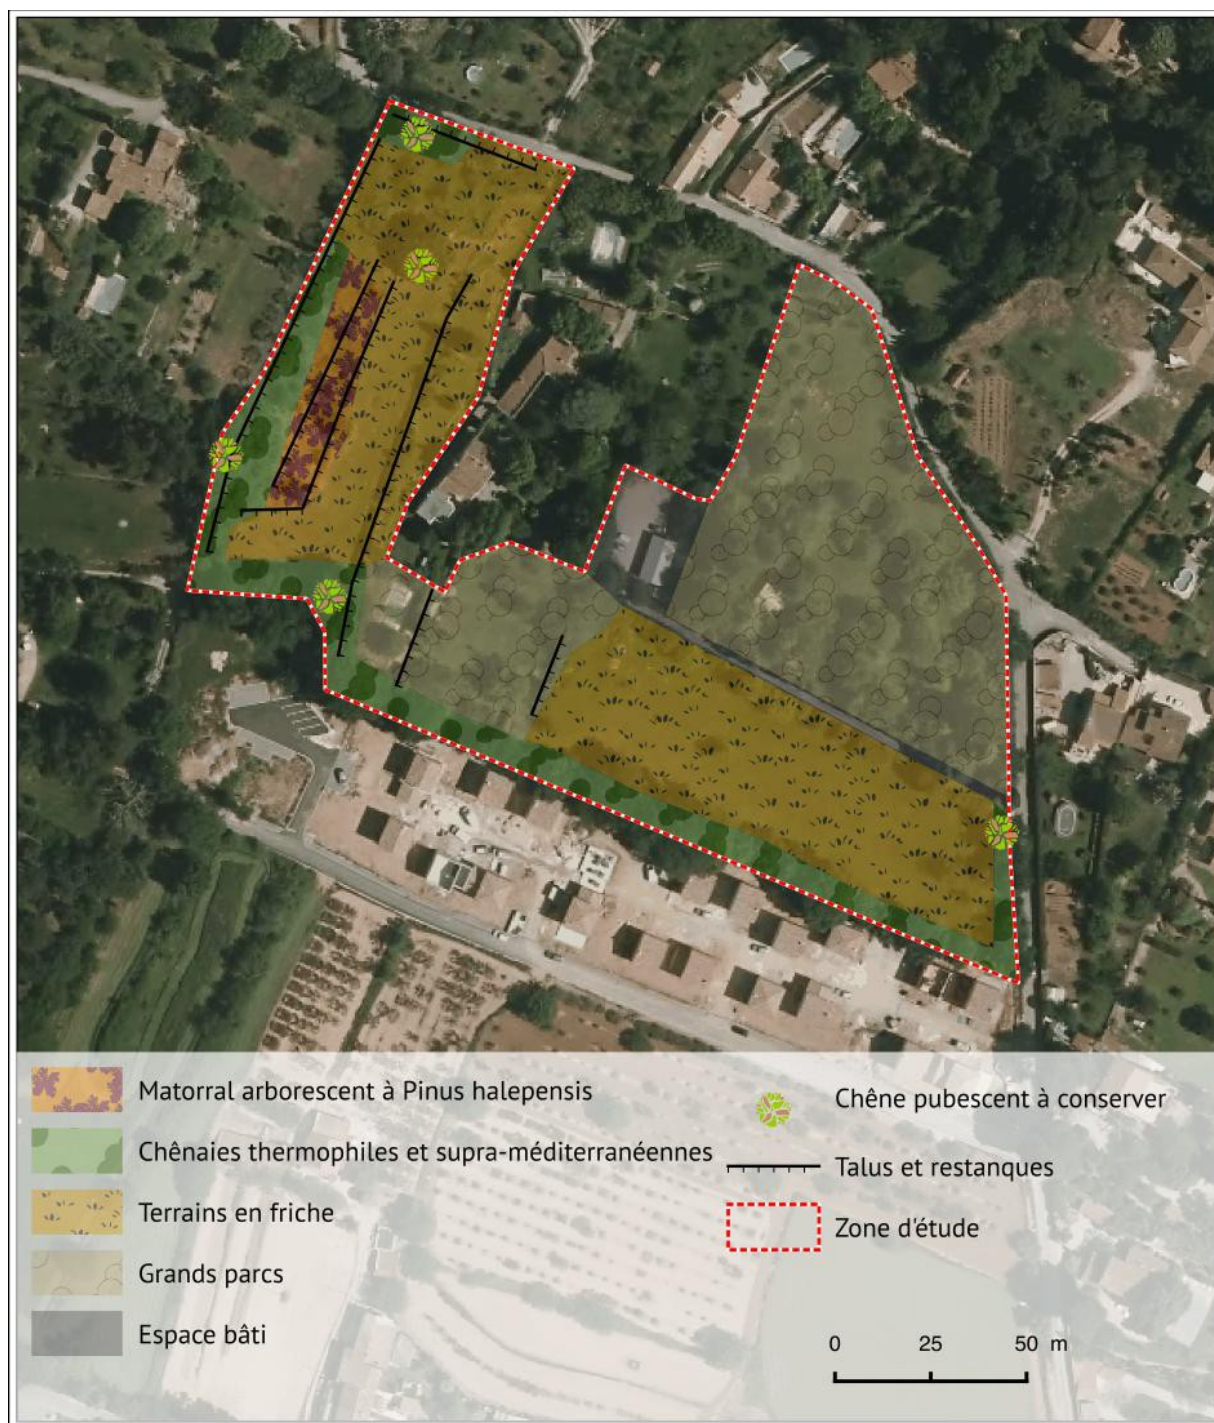 Matorral arborescent à Pinus halepensis
Chênaies thermophiles et supra-méditerranéennes
Terrains en friche
Grands parcs
Espace bâti
Chêne pubescent à conserver
Talus et restanques
Zone d'étude
0 25 50 m